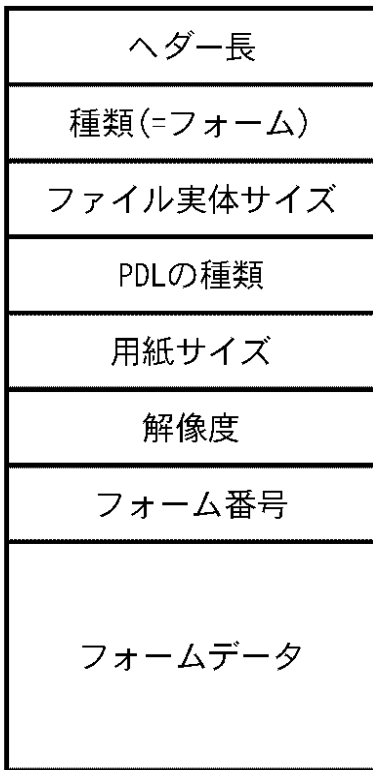 ヘダー長
種類(=フォーム)
ファイル実体サイズ
PDLの種類
用紙サイズ
解像度
フォーム番号
フォームデータ